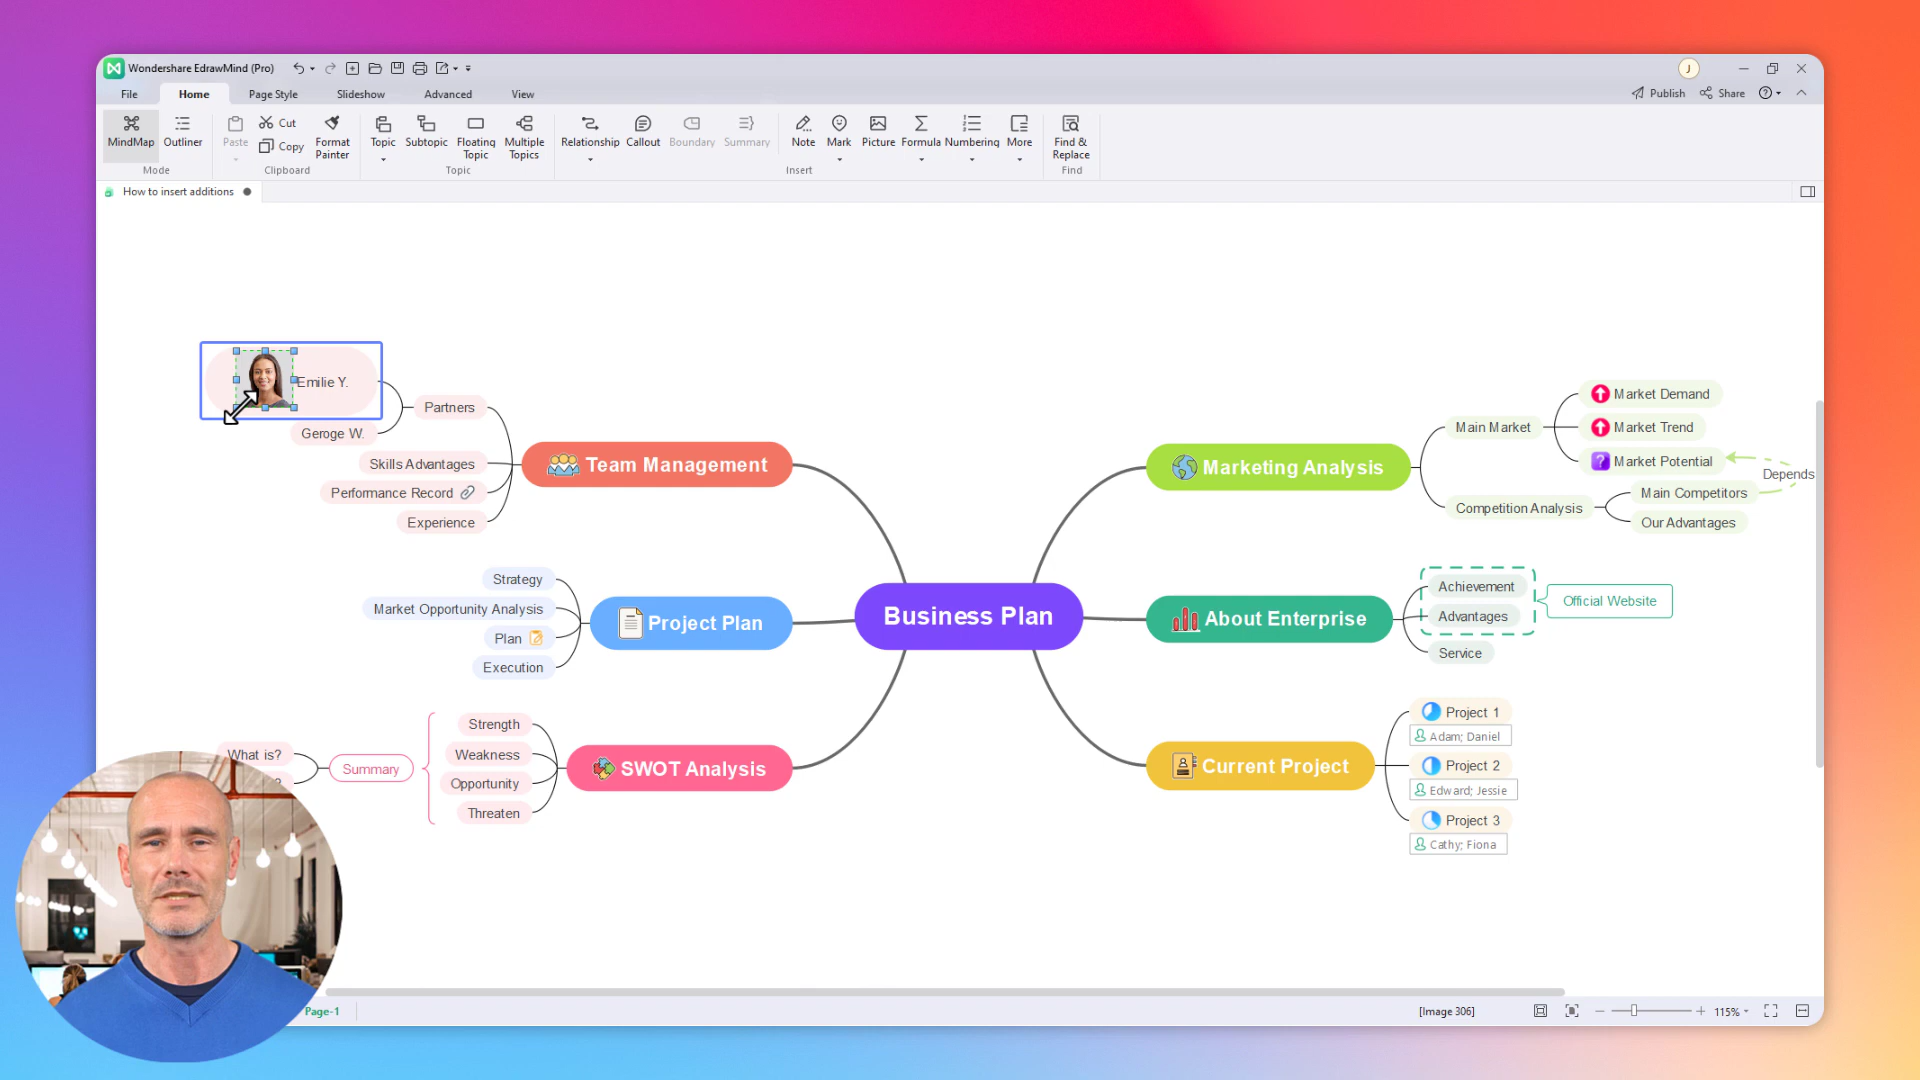 Wondershare EdrawMind (Pro)
J
File
Home
Page Style
Slideshow
Advanced
View
Publish
Share
MindMap
Outliner
Mode
Paste
Cut
Copy
Format
Painter
Clipboard
Topic
Subtopic
Floating
Topic
Multiple
Topics
Topic
Relationship
Callout
Boundary
Summary
Note
Mark
Picture
Formula
Numbering
More
Insert
Find &
Replace
Find
How to insert additions
Emilie Y.
Partners
Geroge W.
Skills Advantages
Performance Record
Experience
Team Management
Strategy
Market Opportunity Analysis
Plan
Execution
Project Plan
Strength
Weakness
Opportunity
Threaten
SWOT Analysis
Summary
What is?
Business Plan
Marketing Analysis
Main Market
Market Demand
Market Trend
Market Potential
Depends
Competition Analysis
Main Competitors
Our Advantages
About Enterprise
Achievement
Advantages
Service
Official Website
Current Project
Project 1
Adam; Daniel
Project 2
Edward; Jessie
Project 3
Cathy; Fiona
Page-1
[Image 306]
115%